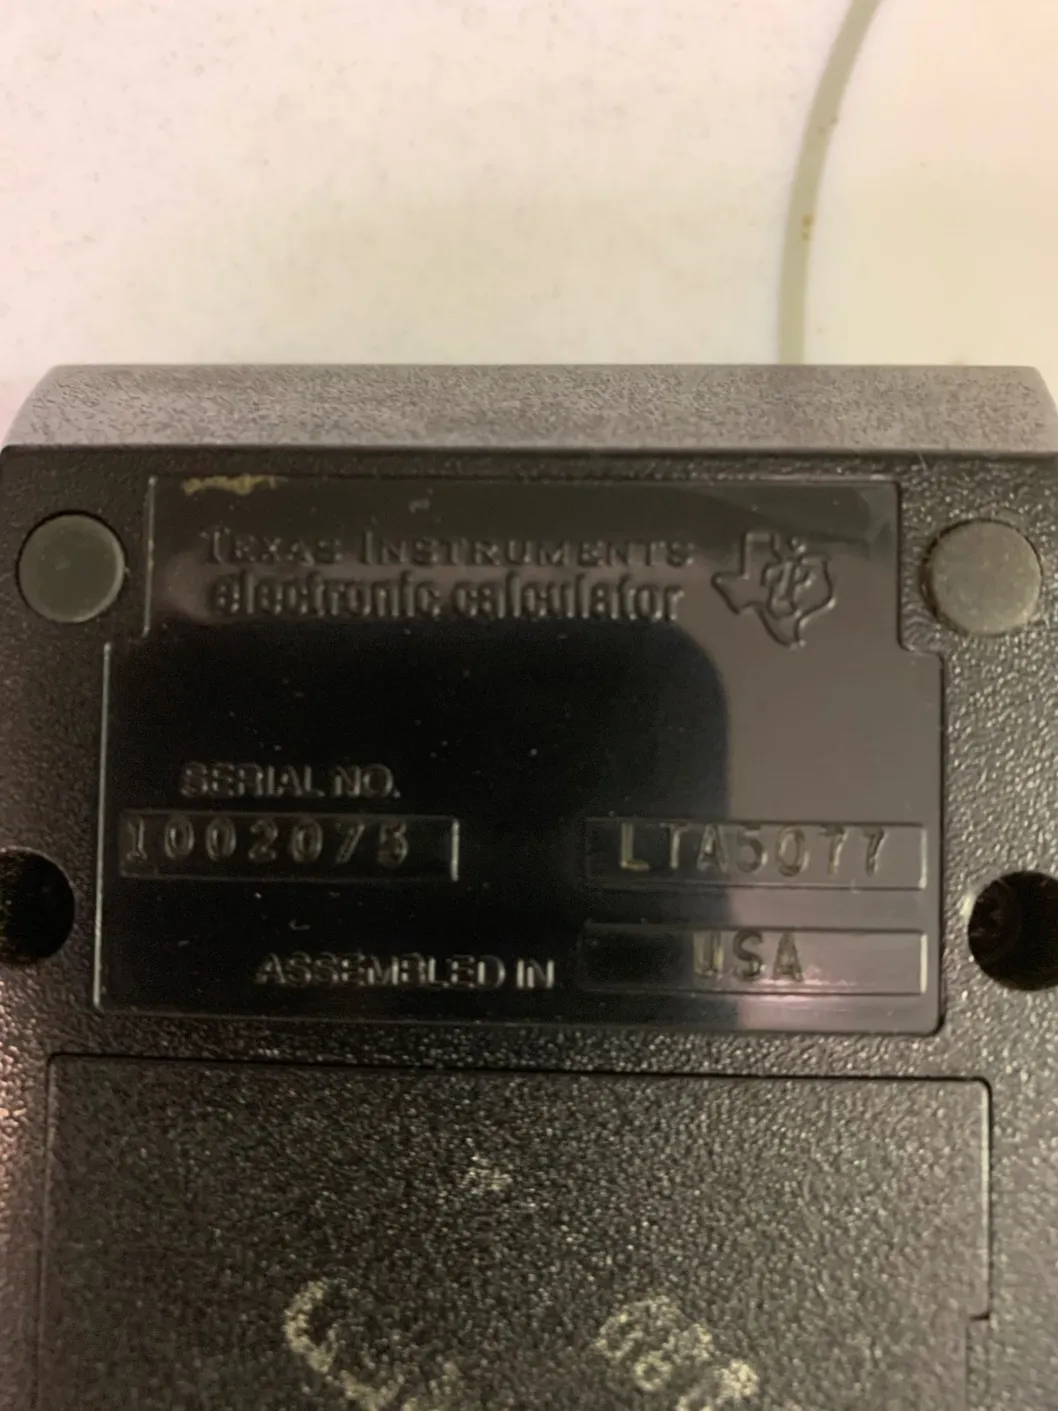 TEXAS INSTRUMENTS
electronic calculator
SERIAL NO.
1002075 LTA5077
ASSEMBLED IN USA